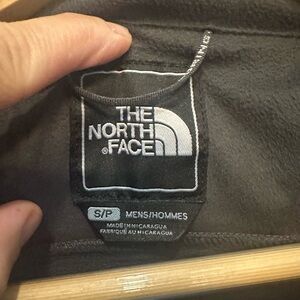 THE
NORTH
®FACE
S/P MENS/HOMMES
MADE IN NICARAGUA
FABRIQUÉ AU NICARAGUA